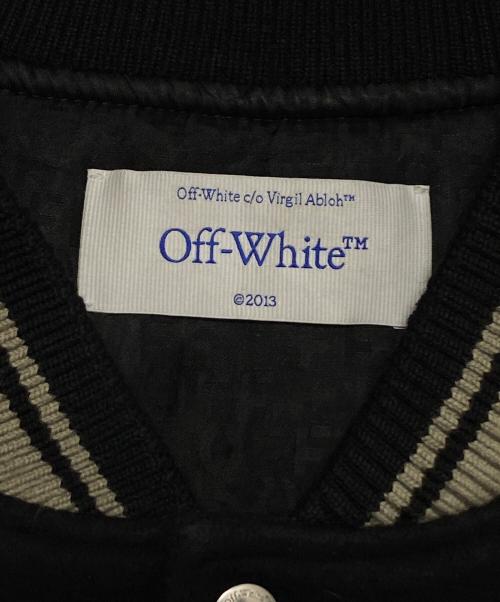 Off-White c/o Virgil Abloh™
Off-White™
©2013